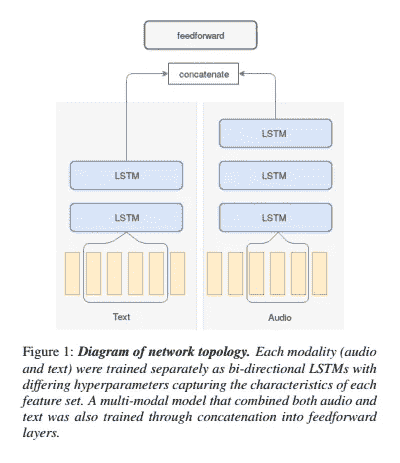 feedforward
concatenate
LSTM
LSTM
LSTM
LSTM
LSTM
Text
Audio
Figure 1: Diagram of network topology. Each modality (audio
and text) were trained separately as bi-directional LSTMs with
differing hyperparameters capturing the characteristics of each
feature set. A multi-modal model that combined both audio and
text was also trained through concatenation into feedforward
layers.